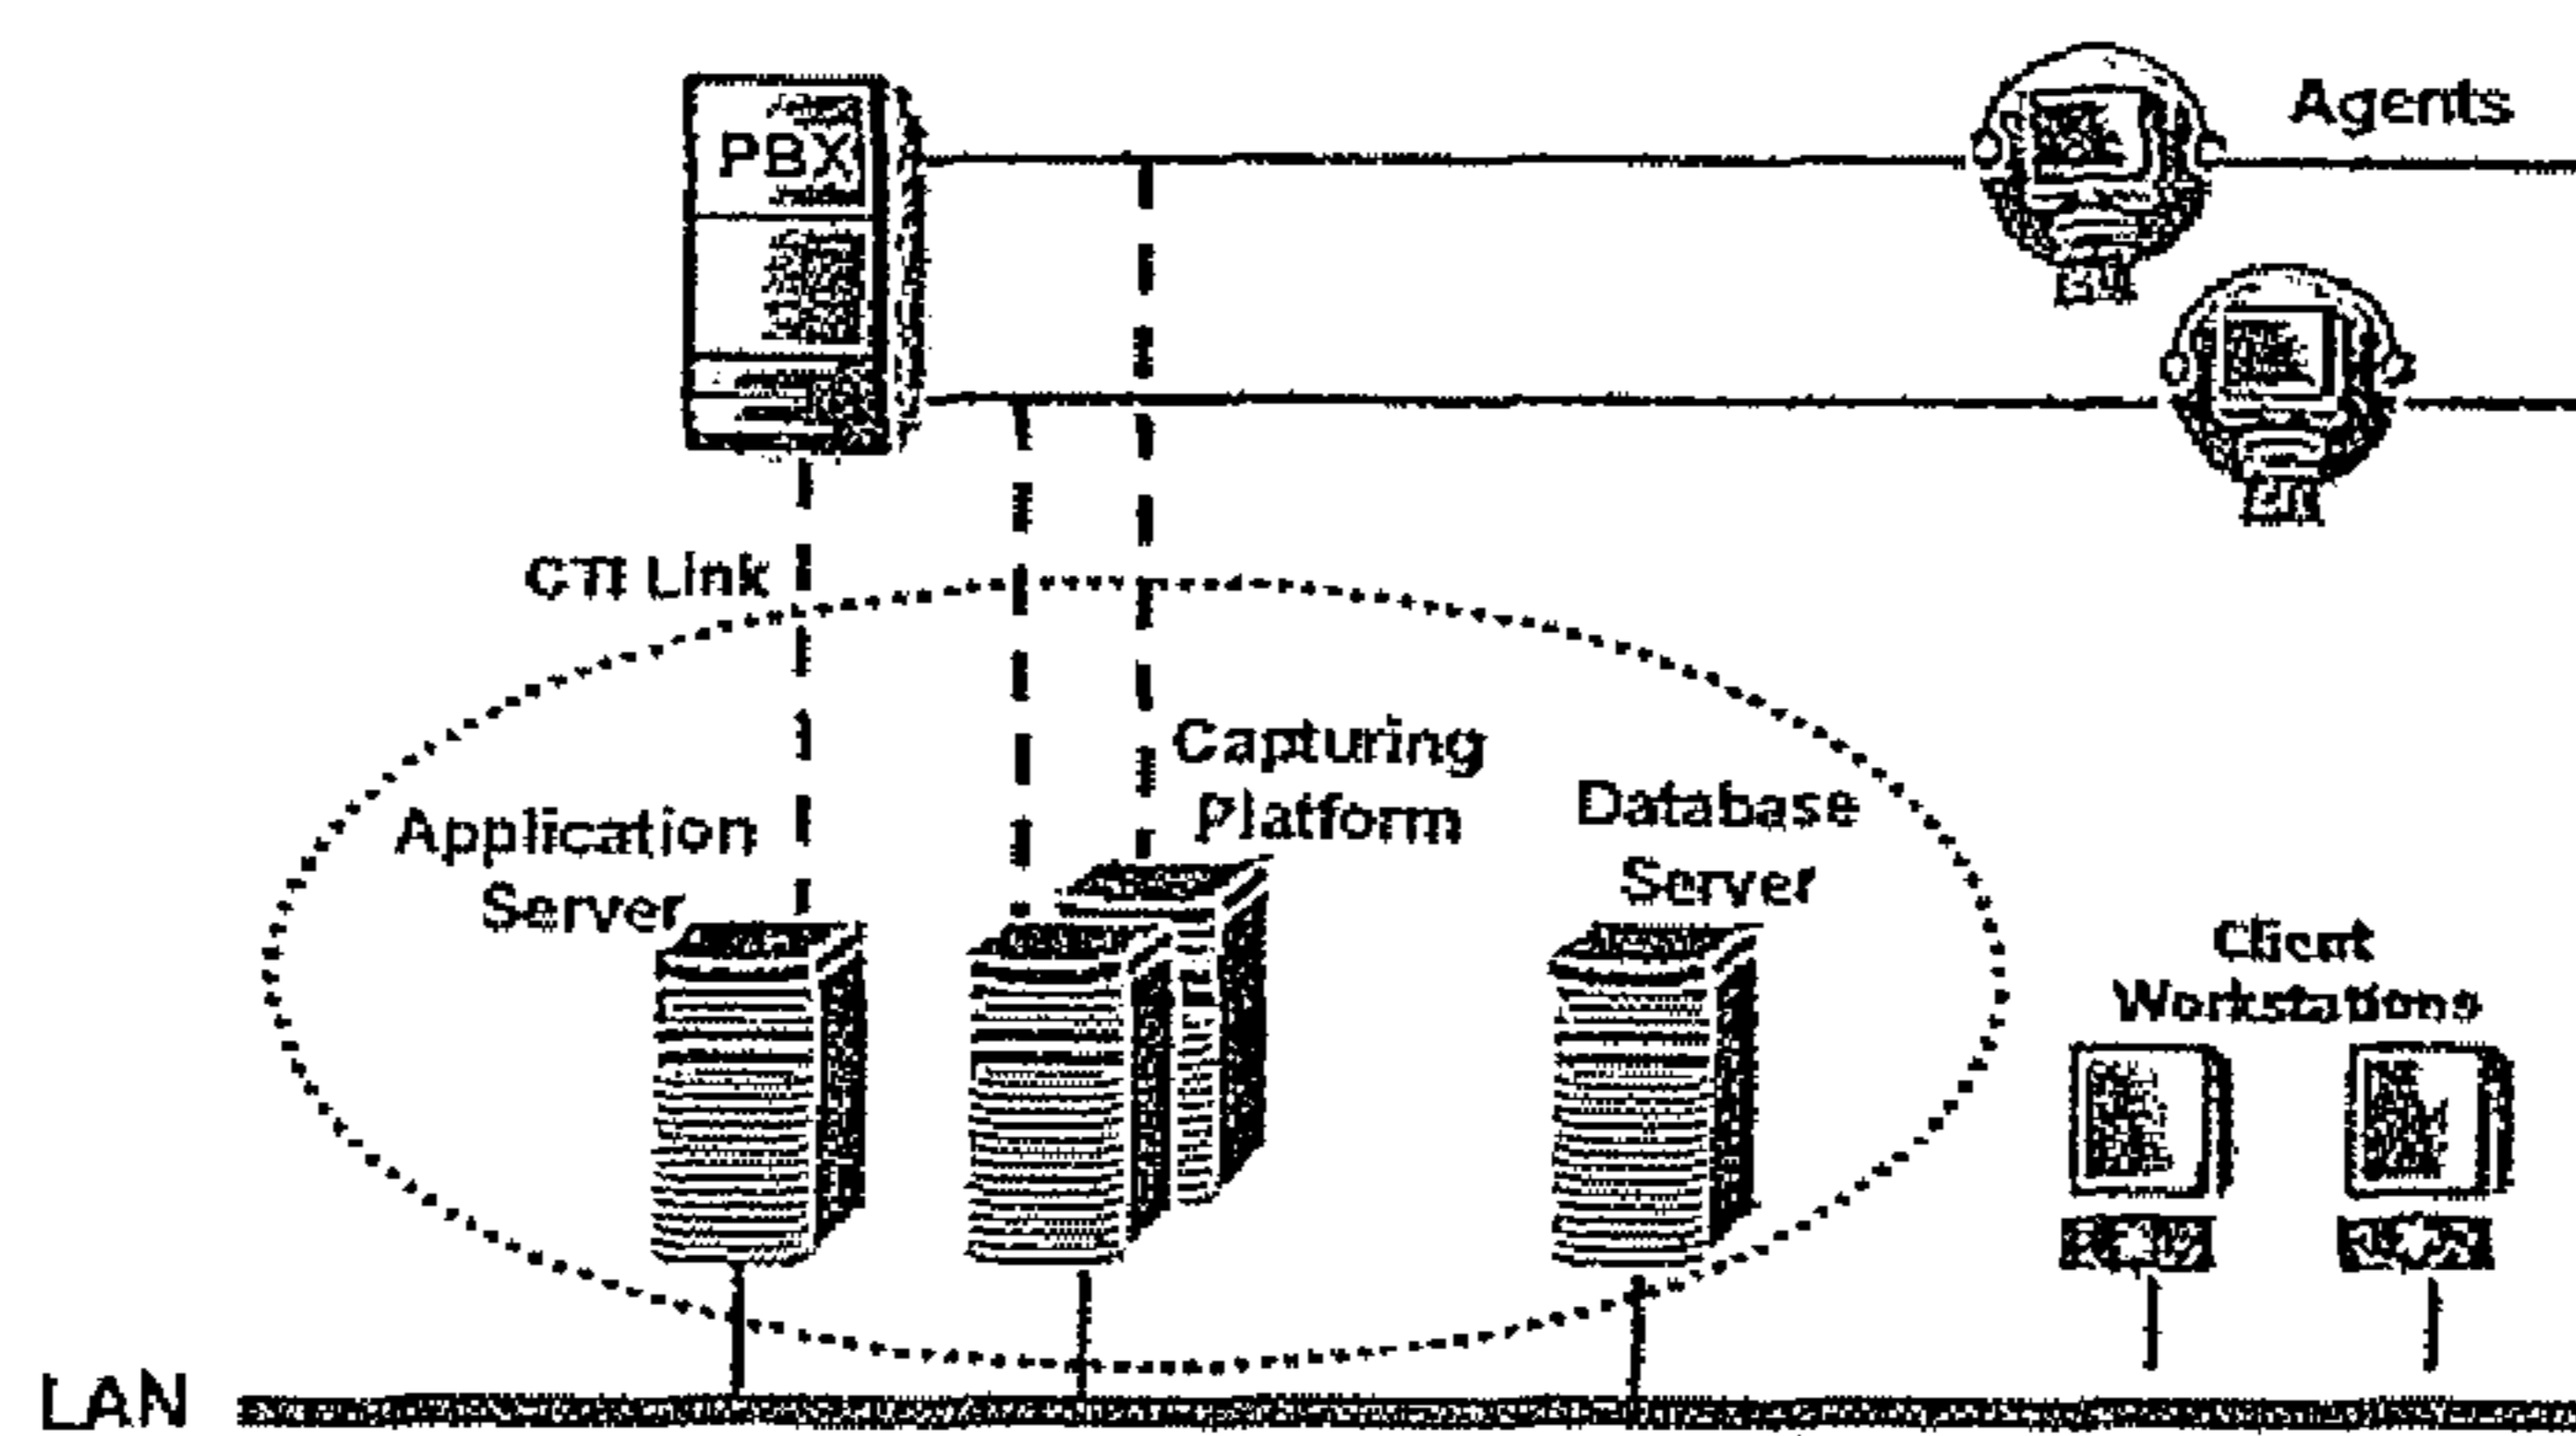 PBX
Agents
CTI Link
Capturing
Platform
Application
Server
Database
Server
Client
Workstations
LAN